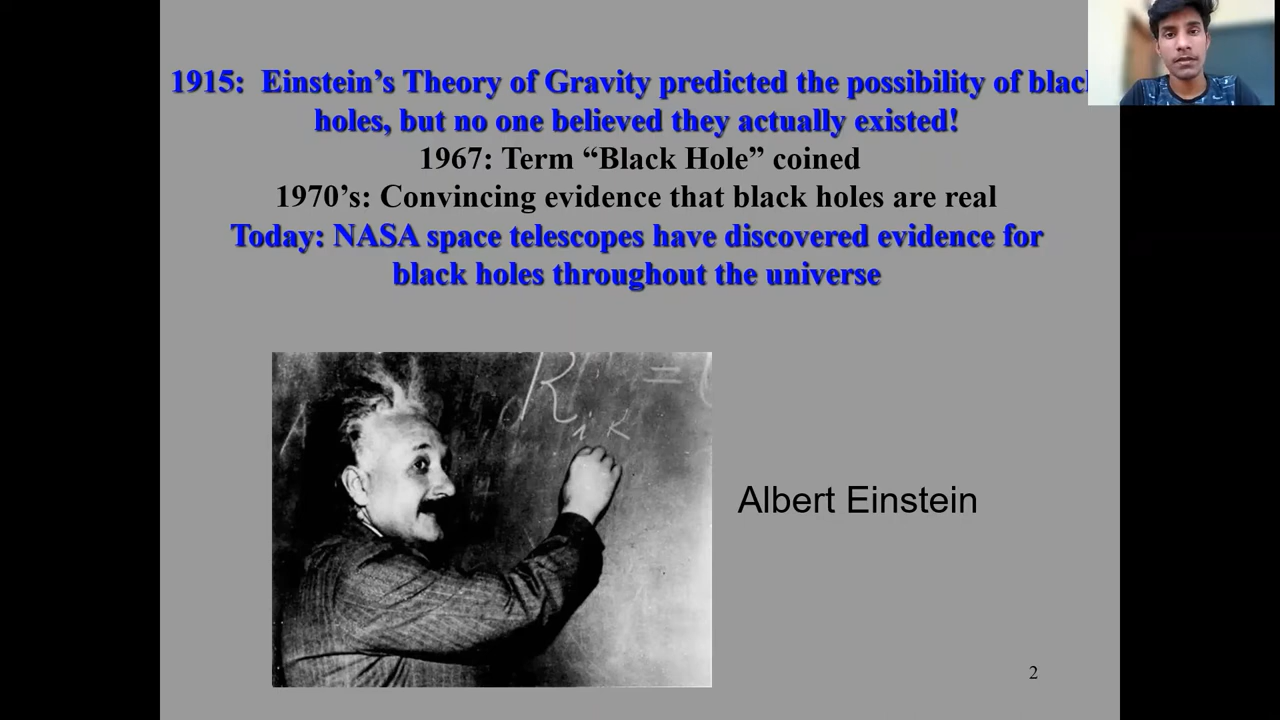 1915:  Einstein’s Theory of Gravity predicted the possibility of
holes, but no one believed they actually existed!
1967: Term “Black Hole” coined
1970’s: Convincing evidence that black holes are real
Today: NASA space telescopes have discovered evidence for
black holes throughout the universe
R i K = 
Albert Einstein
2